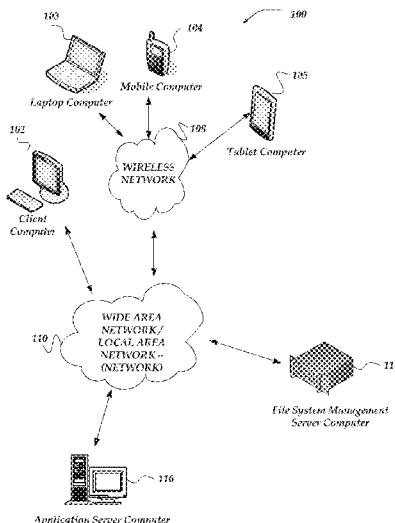 100
103
104
Mobile Computer
105
Laptop Computer
102
108
Tablet Computer
WIRELESS
NETWORK
Client
Computer
WIDE AREA
NETWORK/
LOCAL AREA
NETWORK --
(NETWORK)
110
11
File System Management
Server Computer
116
Application Server Computer